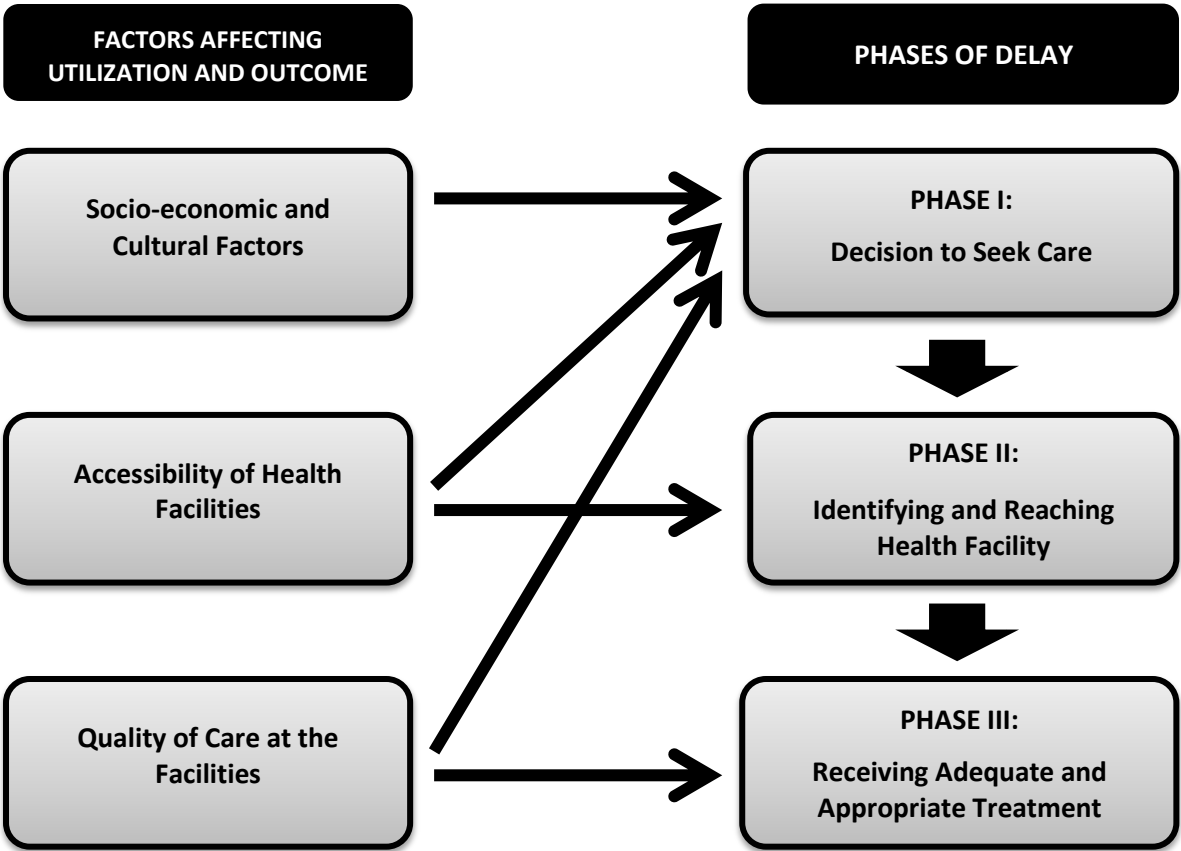 FACTORS AFFECTING
UTILIZATION AND OUTCOME
PHASES OF DELAY
Socio-economic and
Cultural Factors
PHASE I:
Decision to Seek Care
Accessibility of Health
Facilities
PHASE II:
Identifying and Reaching
Health Facility
Quality of Care at the
Facilities
PHASE III:
Receiving Adequate and
Appropriate Treatment